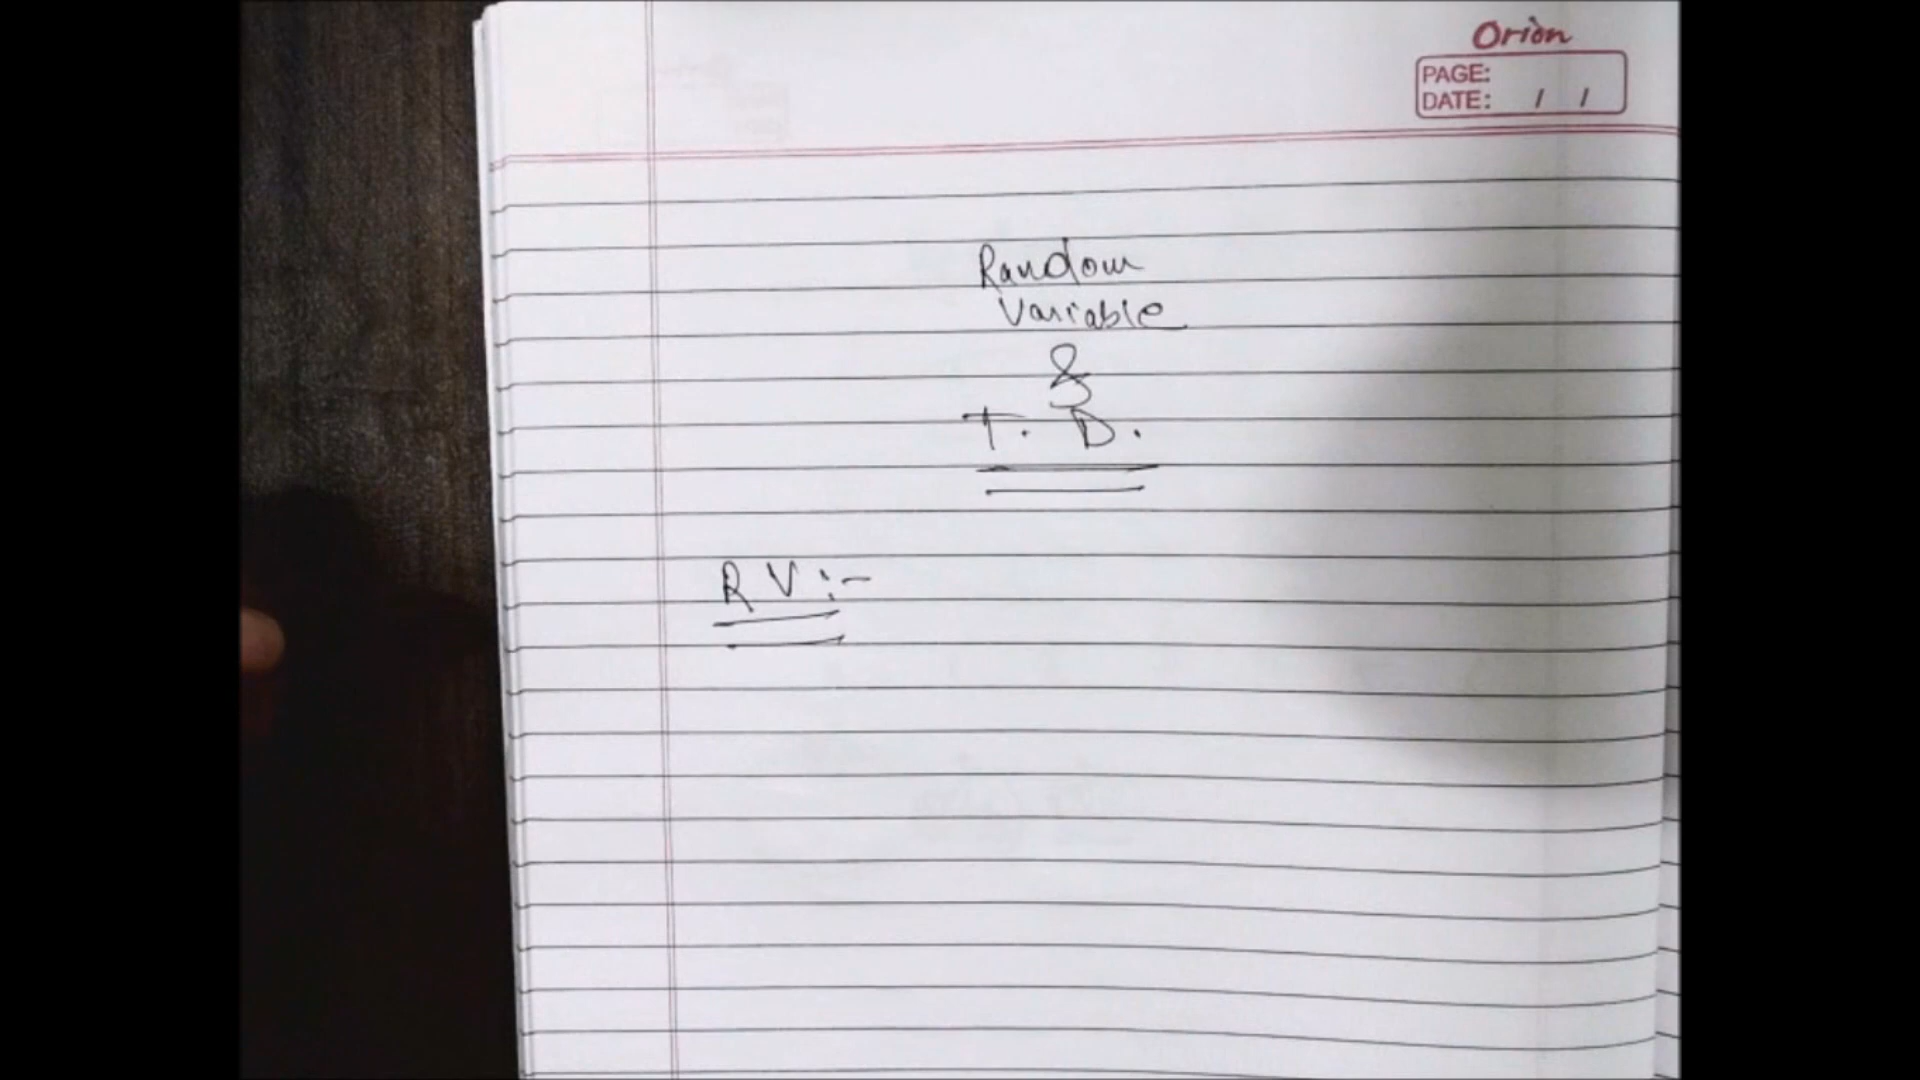 Orion
PAGE:
DATE: / /
Random
Variable
&
T. D.
R V :-